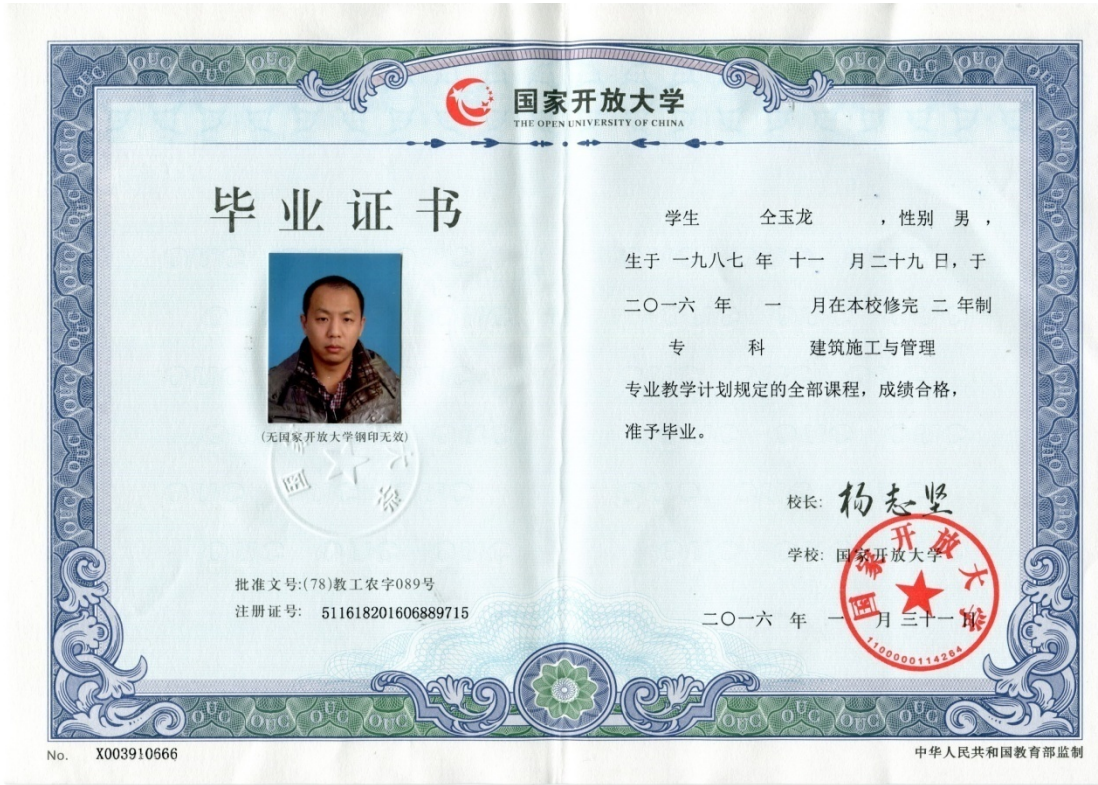 国家开放大学
THE OPEN UNIVERSITY OF CHINA
毕业证书
(无国家开放大学钢印无效)
批准文号:(78)教工农字089号
注册证号: 511618201606889715
学生 仝玉龙 ,性别 男 ,
生于 一九八七 年 十一 月二十九 日,于
二〇一六 年 一 月在本校修完 二 年制
专 科 建筑施工与管理
专业教学计划规定的全部课程,成绩合格,
准予毕业。
校长: 杨志坚
学校: 国家开放大学
二〇一六 年 一 月 三十一 日
国家开放大学
1100000114264
No. X003910666
中华人民共和国教育部监制